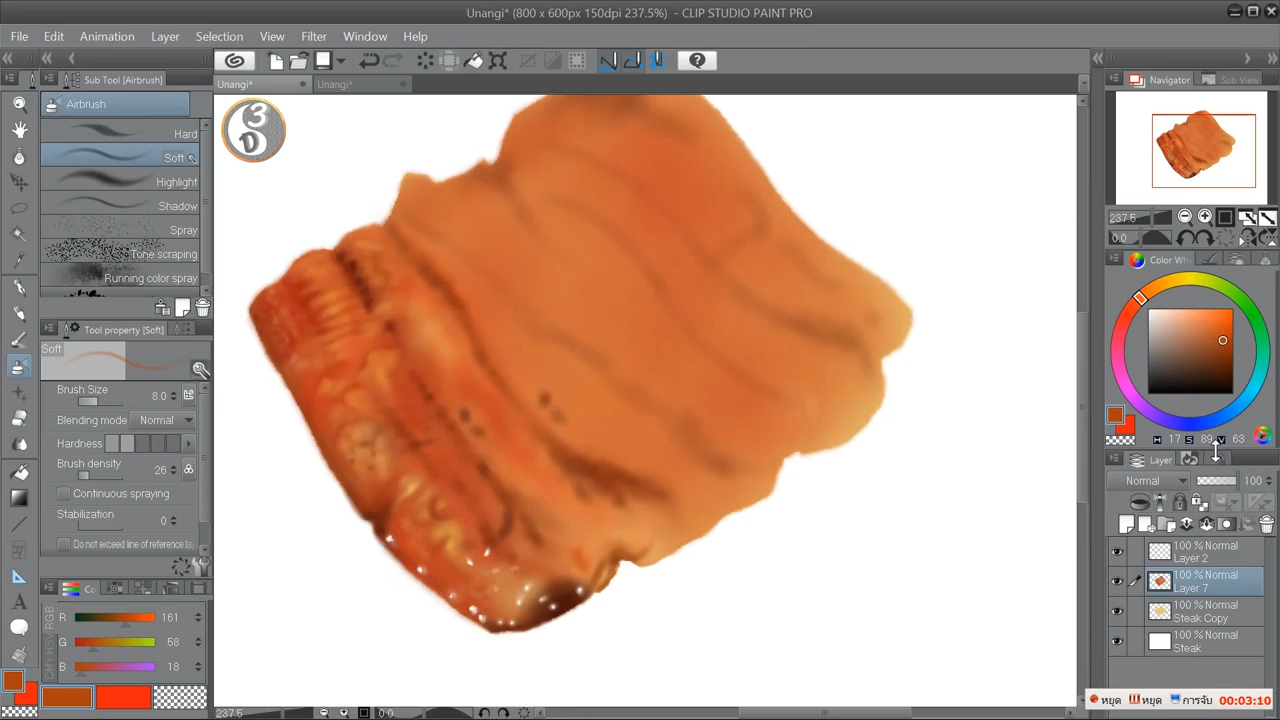 Unangi* (800 x 600px 150dpi 237.5%) - CLIP STUDIO PAINT PRO
File Edit Animation Layer Selection View Filter Window Help
Sub Tool [Airbrush]
Unangi* Unangi*
Navigator Sub View
Airbrush
3D
Hard
Soft
Highlight
Shadow
Spray
Tone scraping
Running color spray
237.5
0.0
Color Wh
Tool property [Soft]
Soft
Brush Size 8.0
Blending mode Normal
Hardness
Brush density 26
Continuous spraying
Stabilization 0
Do not exceed line of reference la
H 17 S 89 V 63
Layer
Normal 100
100 % Normal
Layer 2
100 % Normal
Layer 7
100 % Normal
Steak Copy
100 % Normal
Steak
Co
RGB
R 161
G 58
B 18
237.5 0.0
หยุด หยุด การจับ 00:03:10